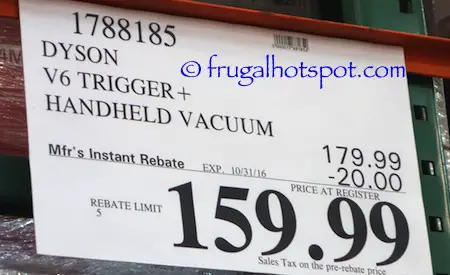 1788185
DYSON
V6 TRIGGER+
HANDHELD VACUUM
© frugalhotspot.com
179.99
Mfr's Instant Rebate EXP. 10/31/16 -20.00
PRICE AT REGISTER
REBATE LIMIT
5
159.99
Sales Tax on the pre-rebate price